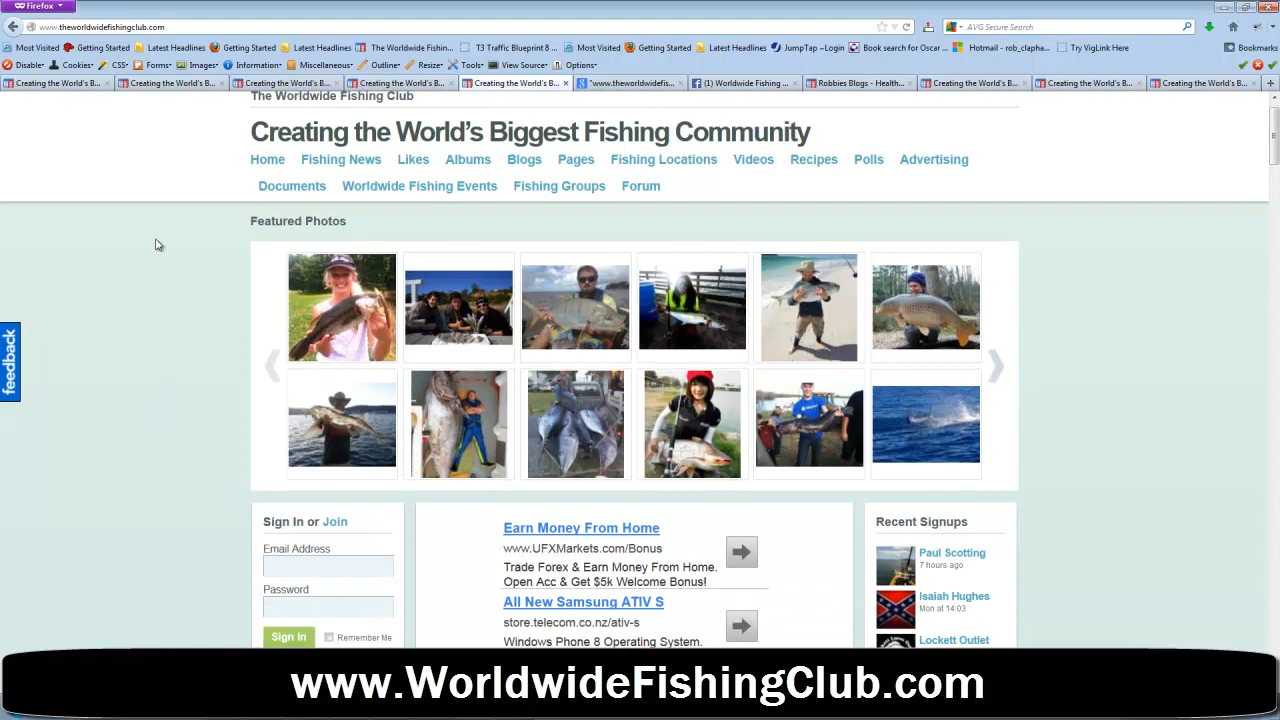 Firefox
www.theworldwidefishingclub.com
AVG Secure Search
Most Visited Getting Started Latest Headlines Getting Started Latest Headlines The Worldwide Fishin... T3 Traffic Blueprint 8 ... Most Visited Getting Started Latest Headlines JumpTap ~Login Book search for Oscar ... Hotmail - rob_clapha... Try VigLink Here Bookmarks
Disable Cookies CSS Forms Images Information Miscellaneous Outline Resize Tools View Source Options
Creating the World's B... Creating the World's B... Creating the World's B... Creating the World's B... Creating the World's B... "www.theworldwidefis... (1) Worldwide Fishing ... Robbies Blogs - Health... Creating the World's B... Creating the World's B... Creating the World's B...
The Worldwide Fishing Club
Creating the World's Biggest Fishing Community
Home Fishing News Likes Albums Blogs Pages Fishing Locations Videos Recipes Polls Advertising
Documents Worldwide Fishing Events Fishing Groups Forum
Featured Photos
feedback
Sign In or Join
Email Address
Password
Sign In Remember Me
Earn Money From Home
www.UFXMarkets.com/Bonus
Trade Forex & Earn Money From Home.
Open Acc & Get $5k Welcome Bonus!
All New Samsung ATIV S
store.telecom.co.nz/ativ-s
Windows Phone 8 Operating System.
Recent Signups
Paul Scotting
7 hours ago
Isaiah Hughes
Mon at 14:03
Lockett Outlet
www.WorldwideFishingClub.com